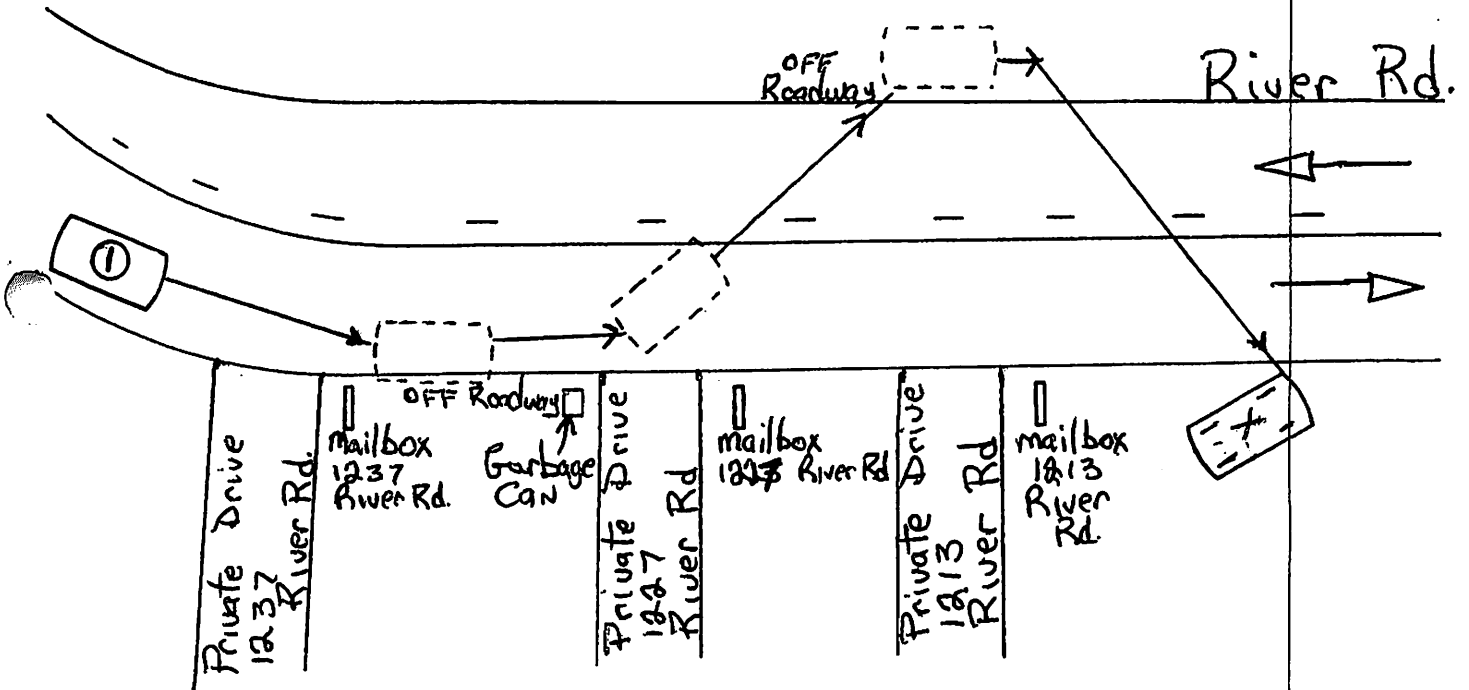 OFF
Roadway
River Rd.
1
OFF Roadway
mailbox
1237
River Rd.
Garbage
Can
mailbox
1227 River Rd
mailbox
1213
River
Rd.
Private Drive
1237
River Rd.
Private Drive
1227
River Rd
Private Drive
1213
River Rd